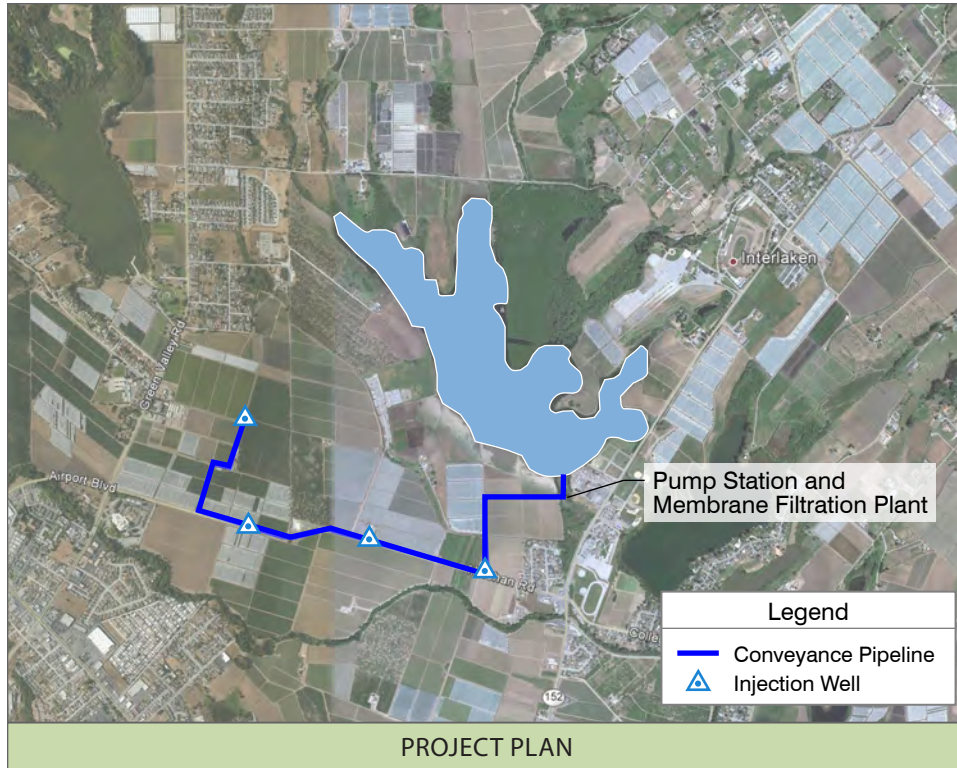 Interlaken
Green Valley Rd
Airport Blvd
Pump Station and
Membrane Filtration Plant
Rd
152
Legend
Conveyance Pipeline
Injection Well
PROJECT PLAN